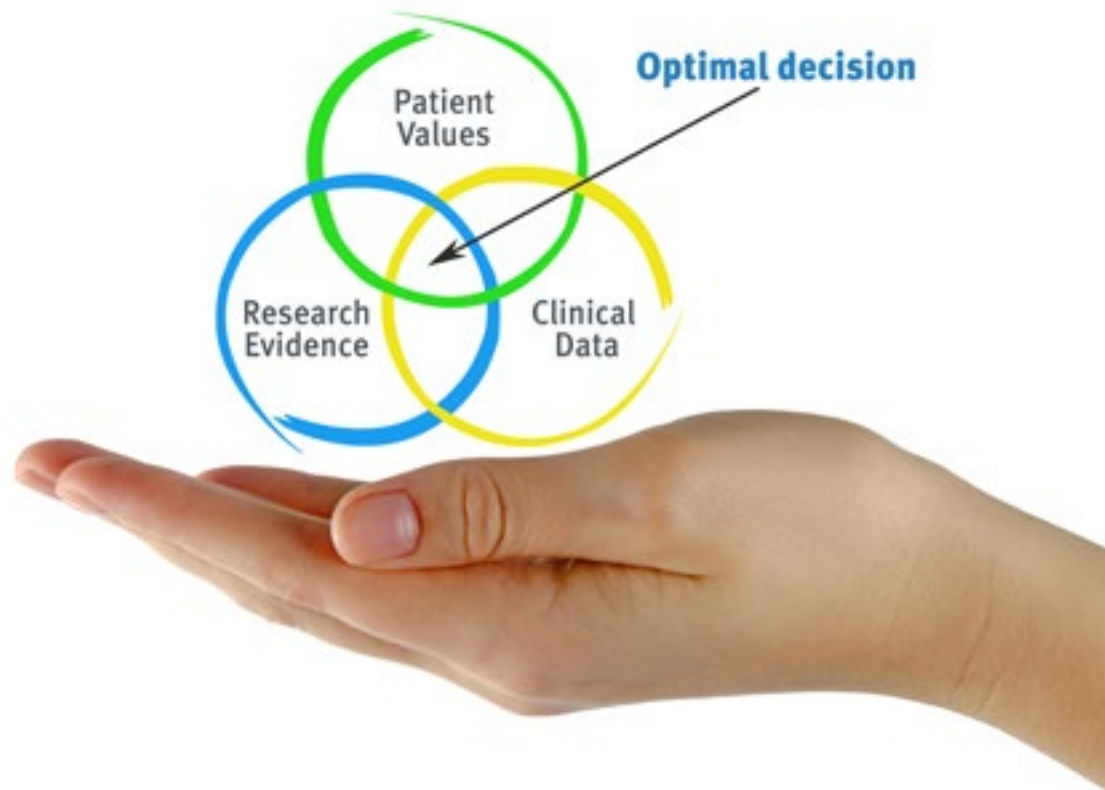 Optimal decision
Patient
Values
Research
Evidence
Clinical
Data